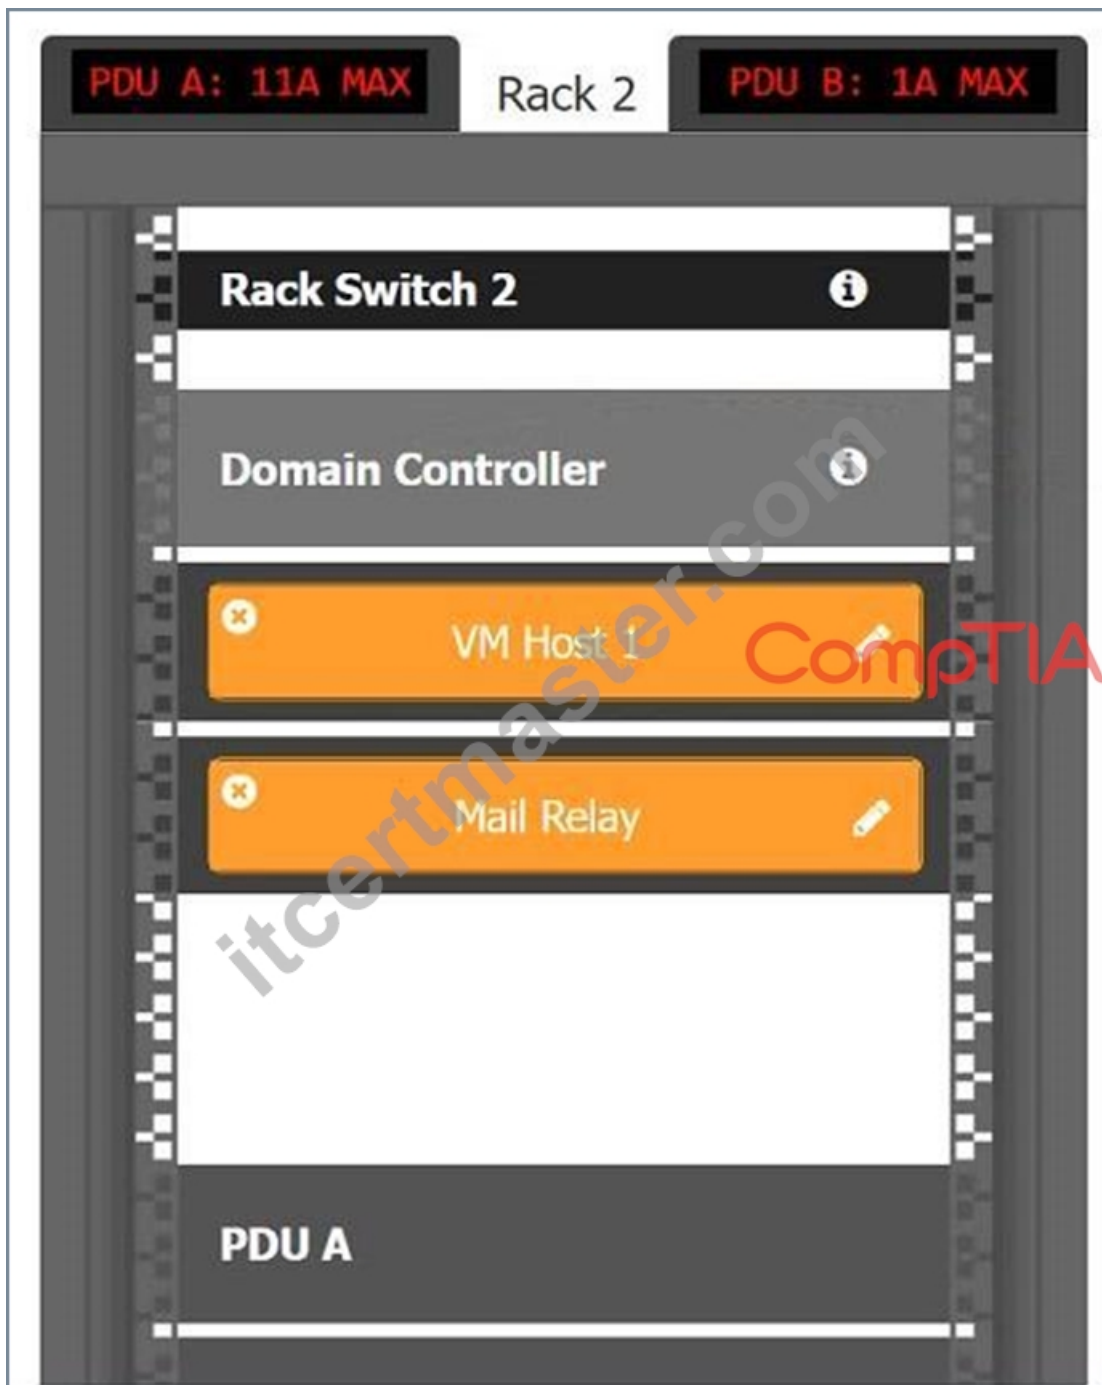 PDU A: 11A MAX
Rack 2
PDU B: 1A MAX
Rack Switch 2
Domain Controller
VM Host 1
CompTIA
Mail Relay
itcertmaster.com
PDU A